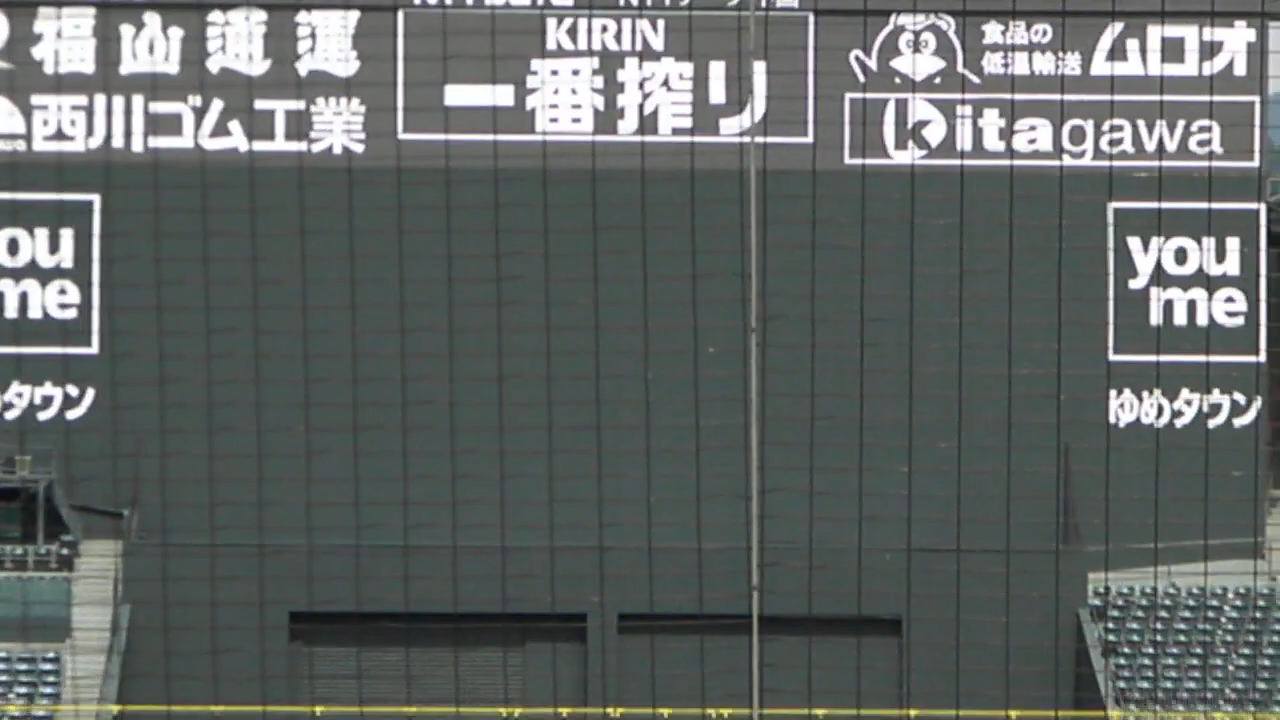 福山通運
西川ゴム工業
KIRIN
一番搾り
食品の
低温輸送
ムロオ
kitagawa
ou
me
タウン
you
me
ゆめタウン